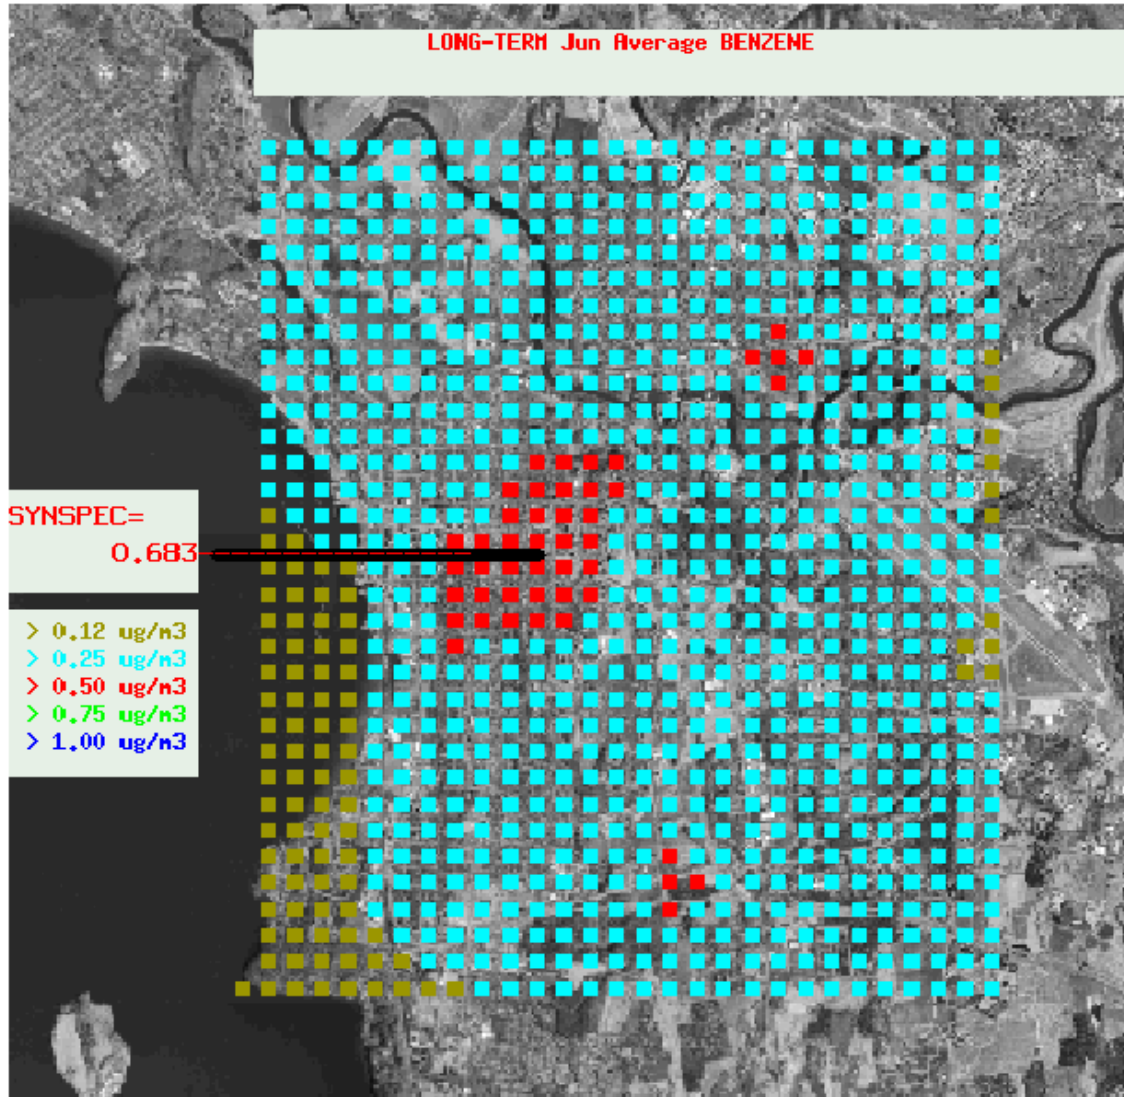 LONG-TERM Jun Average BENZENE
SYNSPEC=
0.683
> 0.12 ug/m3
> 0.25 ug/m3
> 0.50 ug/m3
> 0.75 ug/m3
> 1.00 ug/m3